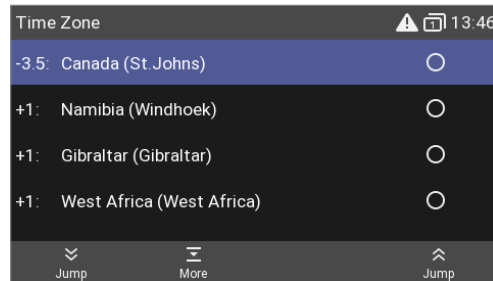 Time Zone 1 13:46
-3.5: Canada (St.Johns)
+1: Namibia (Windhoek)
+1: Gibraltar (Gibraltar)
+1: West Africa (West Africa)
Jump More Jump